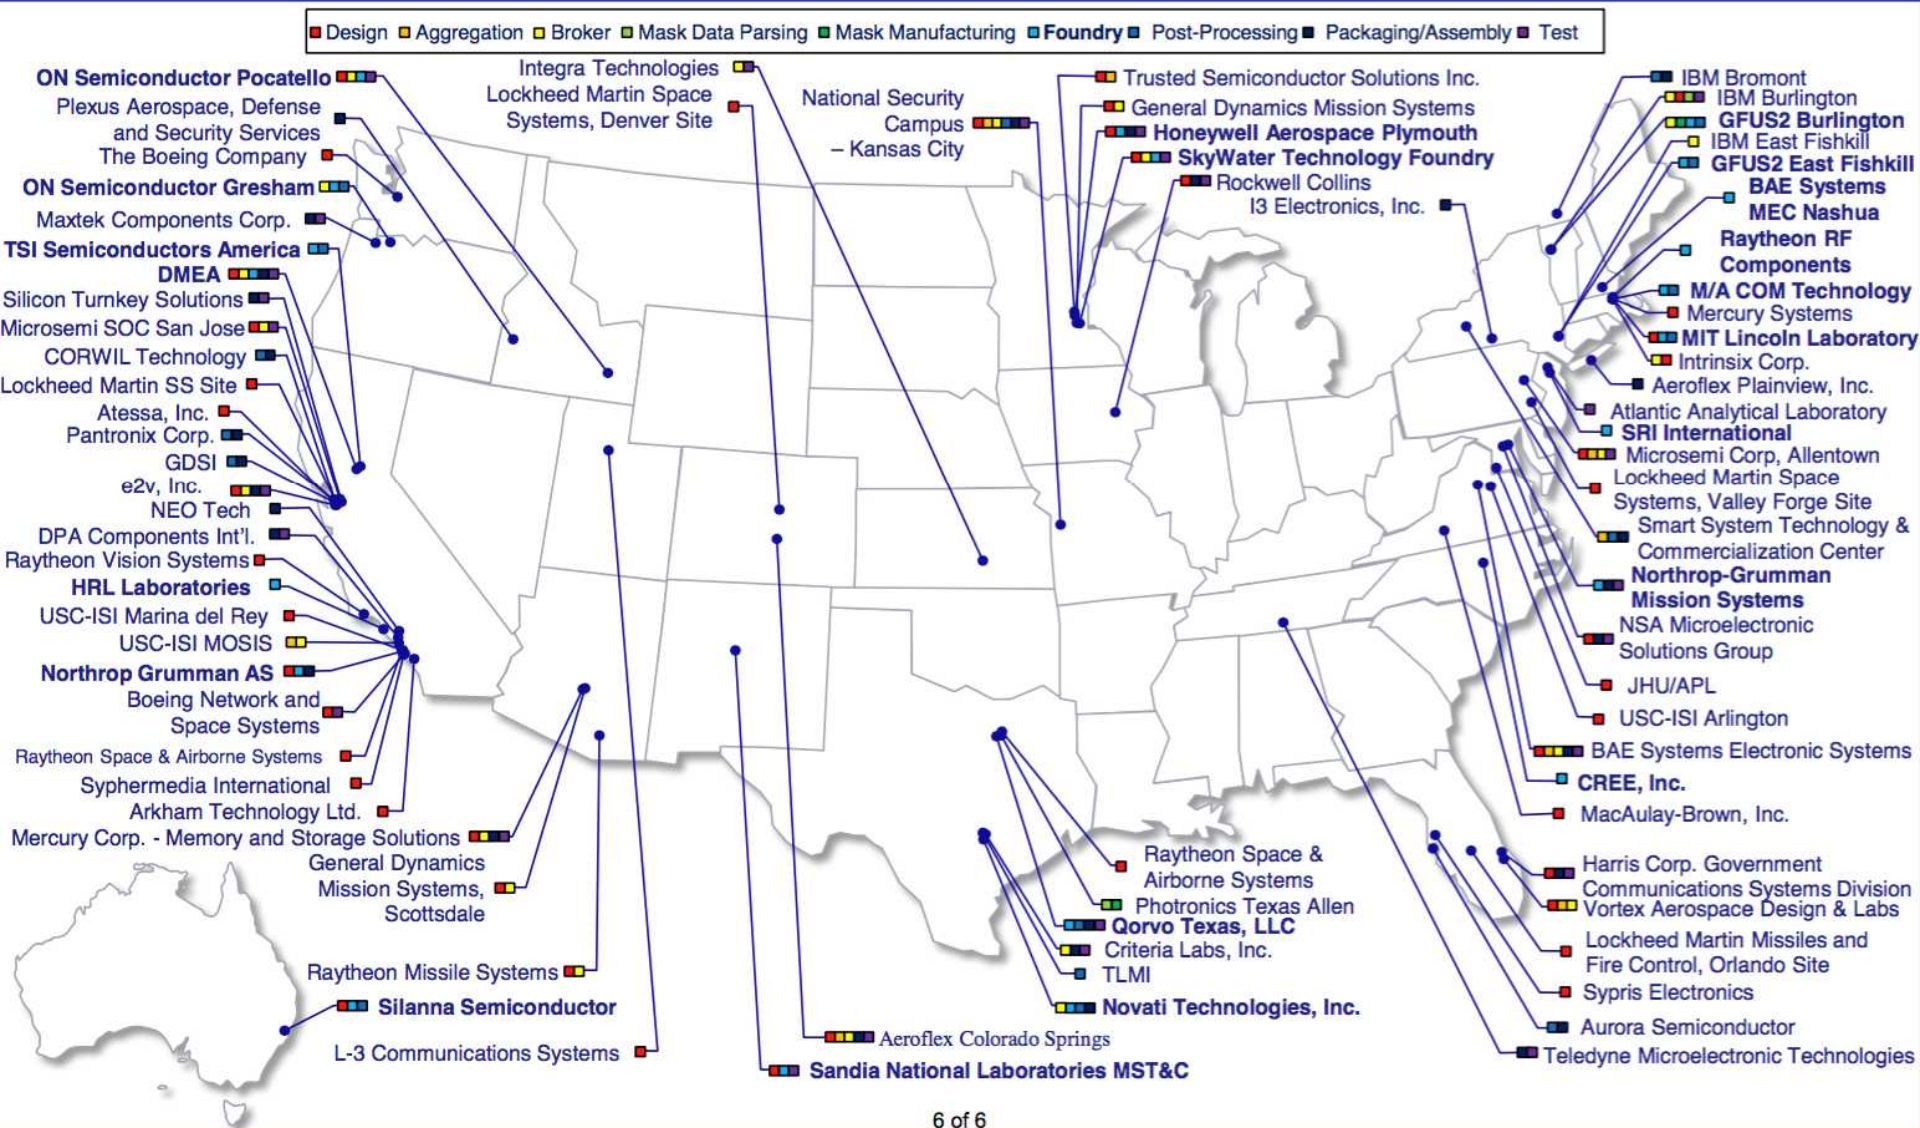 Design Aggregation Broker Mask Data Parsing Mask Manufacturing Foundry Post-Processing Packaging/Assembly Test
ON Semiconductor Pocatello
Plexus Aerospace, Defense
and Security Services
The Boeing Company
ON Semiconductor Gresham
Maxtek Components Corp.
TSI Semiconductors America
DMEA
Silicon Turnkey Solutions
Microsemi SOC San Jose
CORWIL Technology
Lockheed Martin SS Site
Atessa, Inc.
Pantronix Corp.
GDSI
e2v, Inc.
NEO Tech
DPA Components Int'l.
Raytheon Vision Systems
HRL Laboratories
USC-ISI Marina del Rey
USC-ISI MOSIS
Northrop Grumman AS
Boeing Network and
Space Systems
Raytheon Space & Airborne Systems
Syphermedia International
Arkham Technology Ltd.
Mercury Corp. - Memory and Storage Solutions
General Dynamics
Mission Systems,
Scottsdale
Raytheon Missile Systems
Silanna Semiconductor
L-3 Communications Systems
Integra Technologies
Lockheed Martin Space
Systems, Denver Site
National Security
Campus
– Kansas City
Trusted Semiconductor Solutions Inc.
General Dynamics Mission Systems
Honeywell Aerospace Plymouth
SkyWater Technology Foundry
Rockwell Collins
I3 Electronics, Inc.
IBM Bromont
IBM Burlington
GFUS2 Burlington
IBM East Fishkill
GFUS2 East Fishkill
BAE Systems
MEC Nashua
Raytheon RF
Components
M/A COM Technology
Mercury Systems
MIT Lincoln Laboratory
Intrinsix Corp.
Aeroflex Plainview, Inc.
Atlantic Analytical Laboratory
SRI International
Microsemi Corp, Allentown
Lockheed Martin Space
Systems, Valley Forge Site
Smart System Technology &
Commercialization Center
Northrop-Grumman
Mission Systems
NSA Microelectronic
Solutions Group
JHU/APL
USC-ISI Arlington
BAE Systems Electronic Systems
CREE, Inc.
MacAulay-Brown, Inc.
Harris Corp. Government
Communications Systems Division
Vortex Aerospace Design & Labs
Lockheed Martin Missiles and
Fire Control, Orlando Site
Sypris Electronics
Aurora Semiconductor
Teledyne Microelectronic Technologies
Raytheon Space &
Airborne Systems
Photronics Texas Allen
Qorvo Texas, LLC
Criteria Labs, Inc.
TLMI
Novati Technologies, Inc.
Aeroflex Colorado Springs
Sandia National Laboratories MST&C
6 of 6